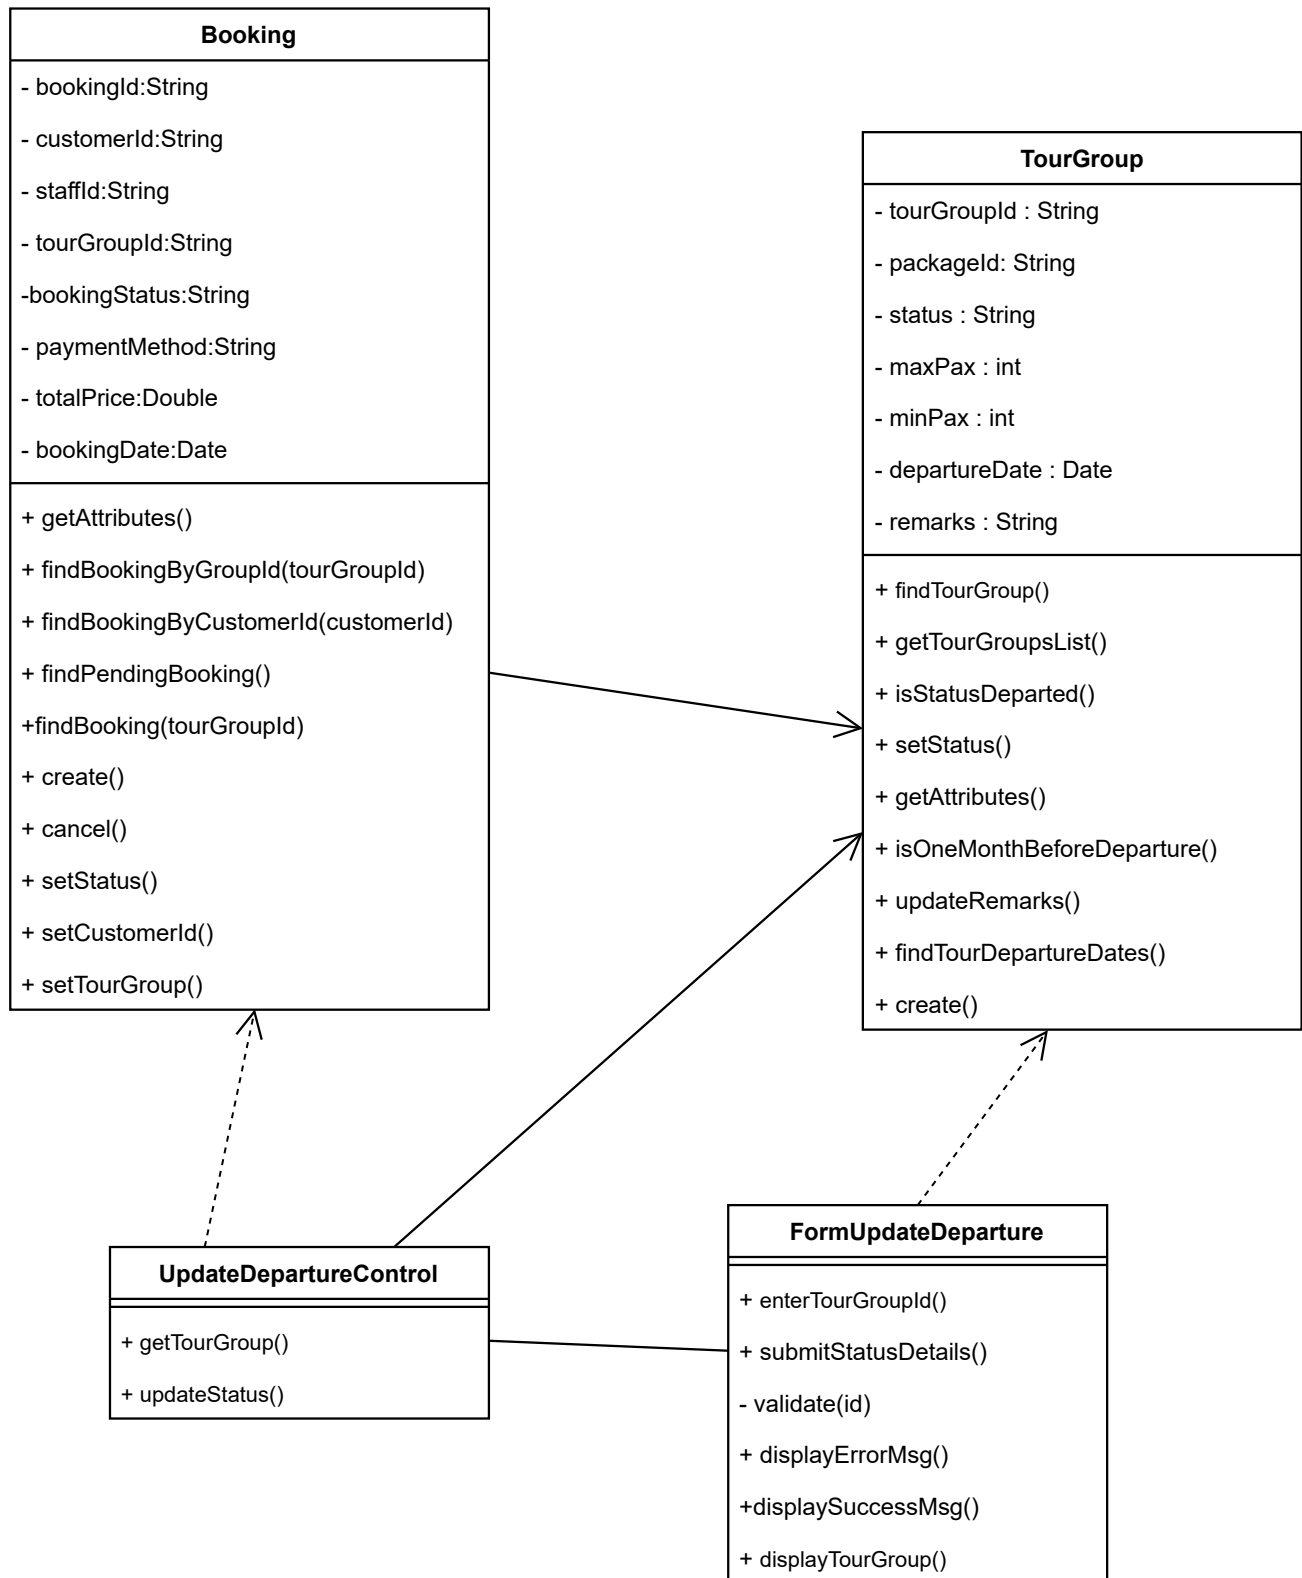 Booking
- bookingId:String
- customerId:String
- staffId:String
- tourGroupId:String
-bookingStatus:String
- paymentMethod:String
- totalPrice:Double
- bookingDate:Date
+ getAttributes()
+ findBookingByGroupId(tourGroupId)
+ findBookingByCustomerId(customerId)
+ findPendingBooking()
+findBooking(tourGroupId)
+ create()
+ cancel()
+ setStatus()
+ setCustomerId()
+ setTourGroup()
TourGroup
- tourGroupId : String
- packageId: String
- status : String
- maxPax : int
- minPax : int
- departureDate : Date
- remarks : String
+ findTourGroup()
+ getTourGroupsList()
+ isStatusDeparted()
+ setStatus()
+ getAttributes()
+ isOneMonthBeforeDeparture()
+ updateRemarks()
+ findTourDepartureDates()
+ create()
UpdateDepartureControl
+ getTourGroup()
+ updateStatus()
FormUpdateDeparture
+ enterTourGroupId()
+ submitStatusDetails()
- validate(id)
+ displayErrorMsg()
+displaySuccessMsg()
+ displayTourGroup()